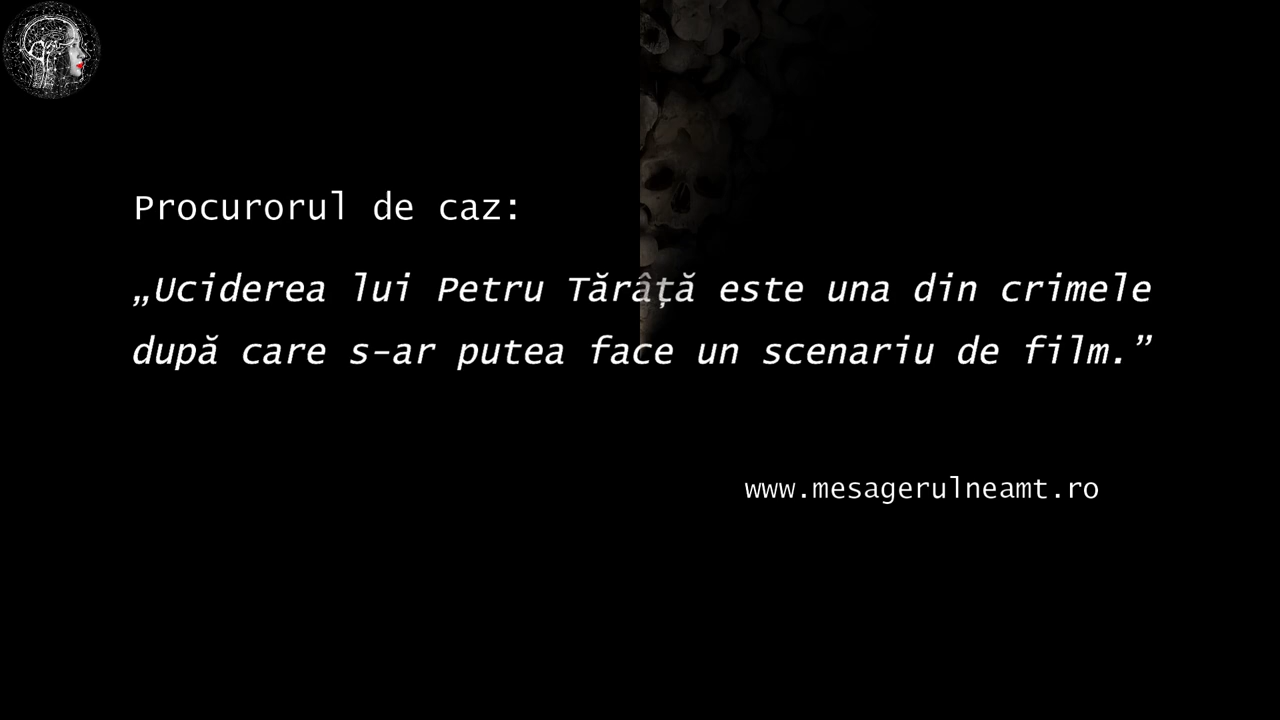 Procurorul de caz:
„Uciderea lui Petru Tărâță este una din crimele
după care s-ar putea face un scenariu de film.”
www.mesagerulneamt.ro